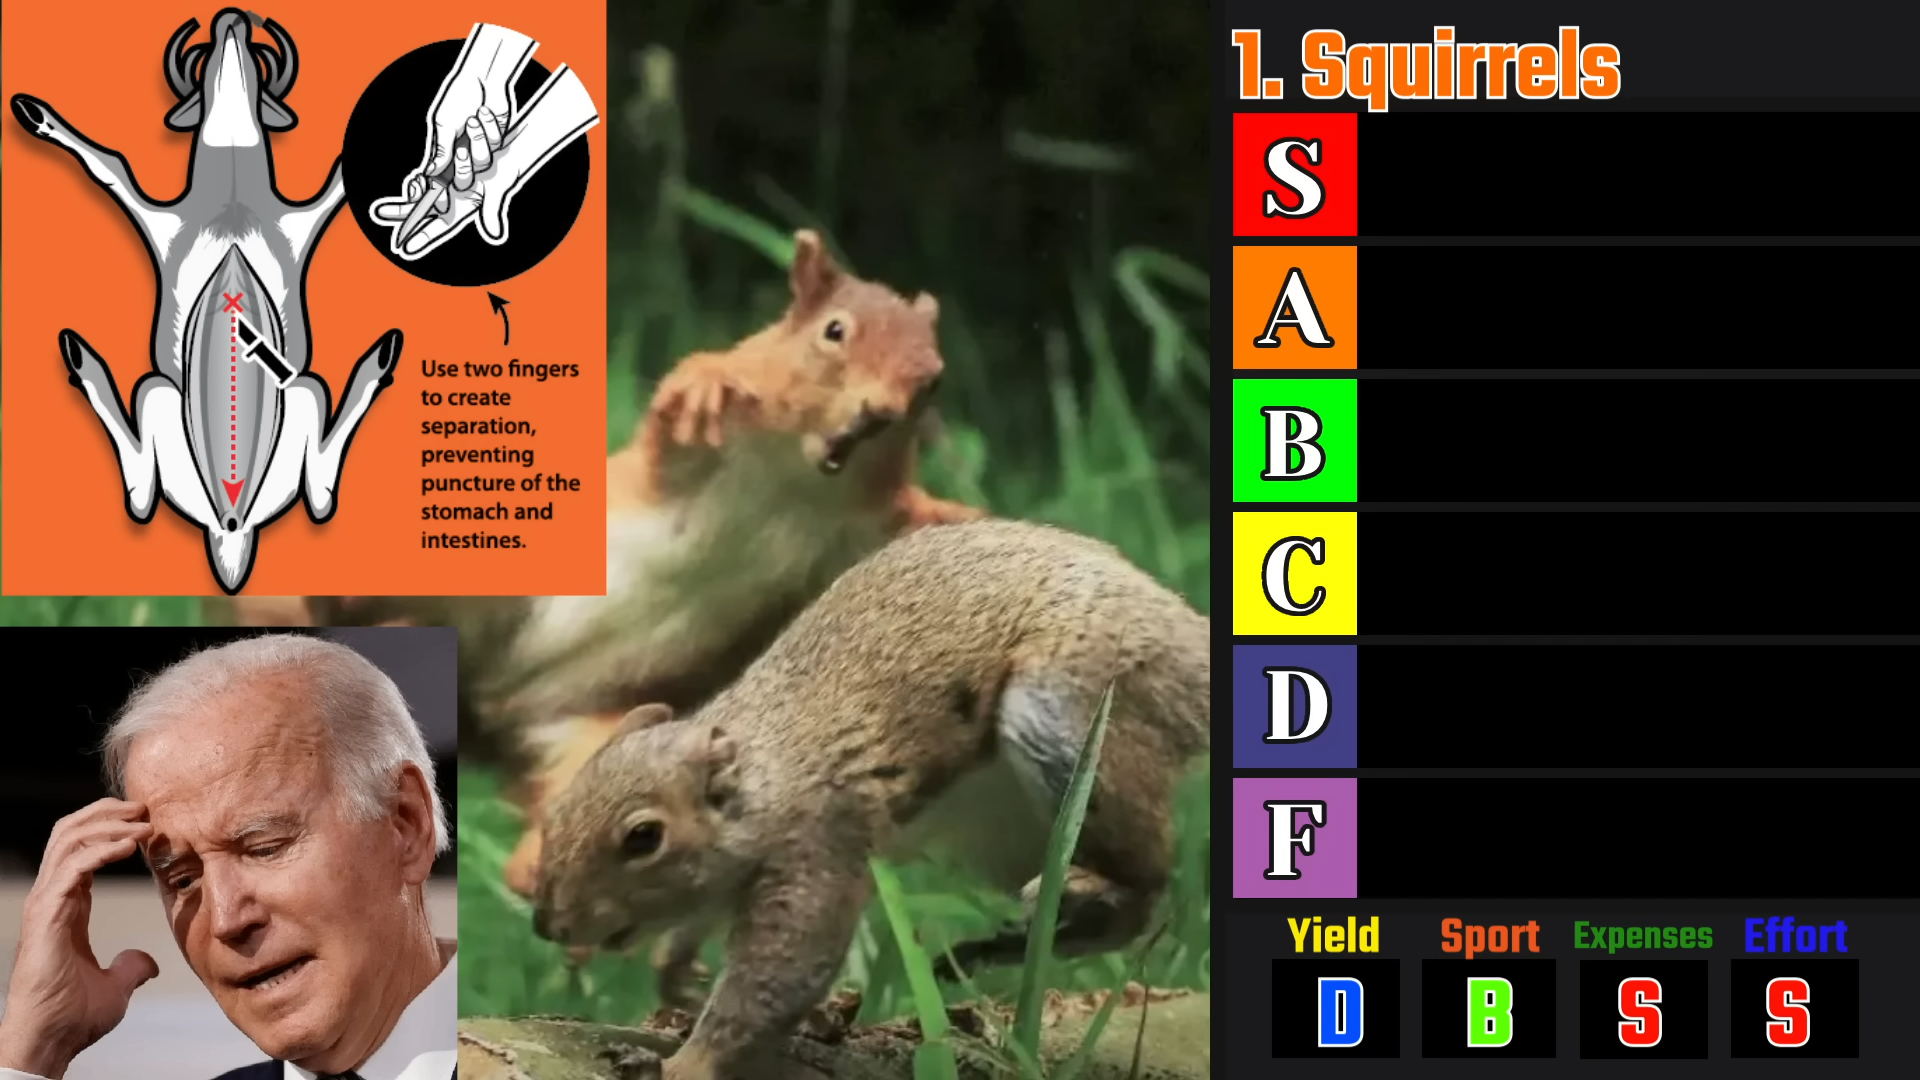 Use two fingers
to create
separation,
preventing
puncture of the
stomach and
intestines.
1. Squirrels
S
A
B
C
D
F
Yield Sport Expenses Effort
D B S S